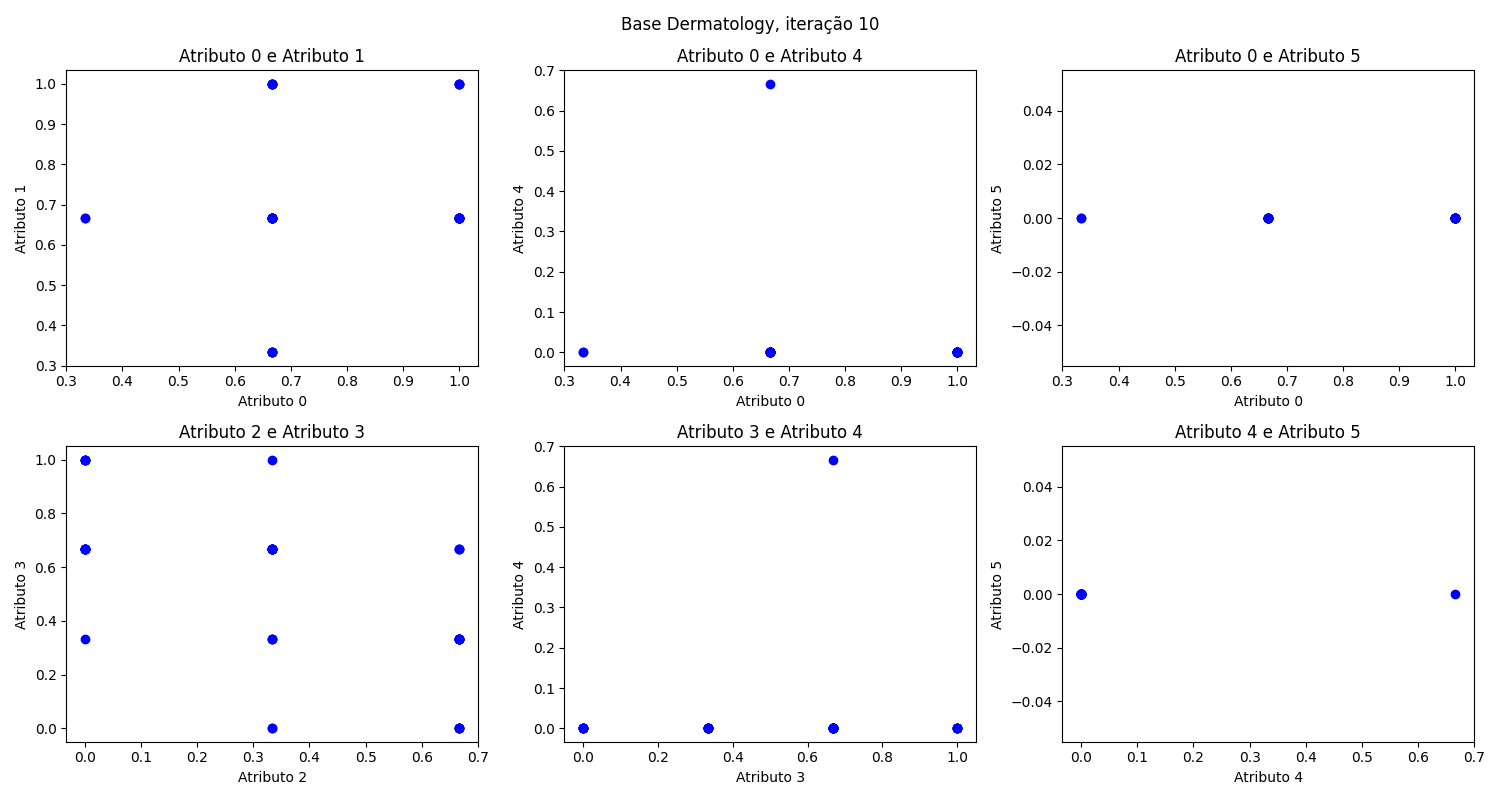 Base Dermatology, iteração 10
Atributo 0 e Atributo 1
1.0
0.9
0.8
0.7
0.6
0.5
0.4
0.3
Atributo 1
0.3 0.4 0.5 0.6 0.7 0.8 0.9 1.0
Atributo 0
Atributo 0 e Atributo 4
0.7
0.6
0.5
0.4
0.3
0.2
0.1
0.0
Atributo 4
0.3 0.4 0.5 0.6 0.7 0.8 0.9 1.0
Atributo 0
Atributo 0 e Atributo 5
0.04
0.02
0.00
−0.02
−0.04
Atributo 5
0.3 0.4 0.5 0.6 0.7 0.8 0.9 1.0
Atributo 0
Atributo 2 e Atributo 3
1.0
0.8
0.6
0.4
0.2
0.0
Atributo 3
0.0 0.1 0.2 0.3 0.4 0.5 0.6 0.7
Atributo 2
Atributo 3 e Atributo 4
0.7
0.6
0.5
0.4
0.3
0.2
0.1
0.0
Atributo 4
0.0 0.2 0.4 0.6 0.8 1.0
Atributo 3
Atributo 4 e Atributo 5
0.04
0.02
0.00
−0.02
−0.04
Atributo 5
0.0 0.1 0.2 0.3 0.4 0.5 0.6 0.7
Atributo 4